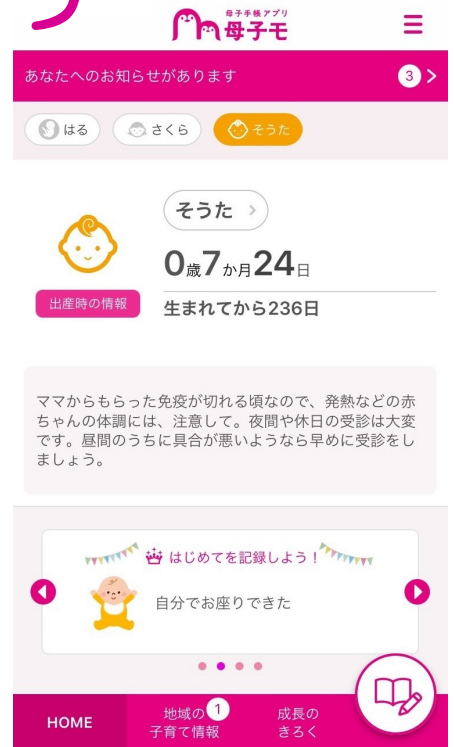 母子手帳アプリ
母子モ
あなたへのお知らせがあります 3
はる さくら そうた
そうた
0歳7か月24日
出産時の情報
生まれてから236日
ママからもらった免疫が切れる頃なので、発熱などの赤
ちゃんの体調には、注意して。夜間や休日の受診は大変
です。昼間のうちに具合が悪いようなら早めに受診をし
ましょう。
はじめてを記録しよう！
自分でお座りできた
HOME
地域の 1
子育て情報
成長の
きろく